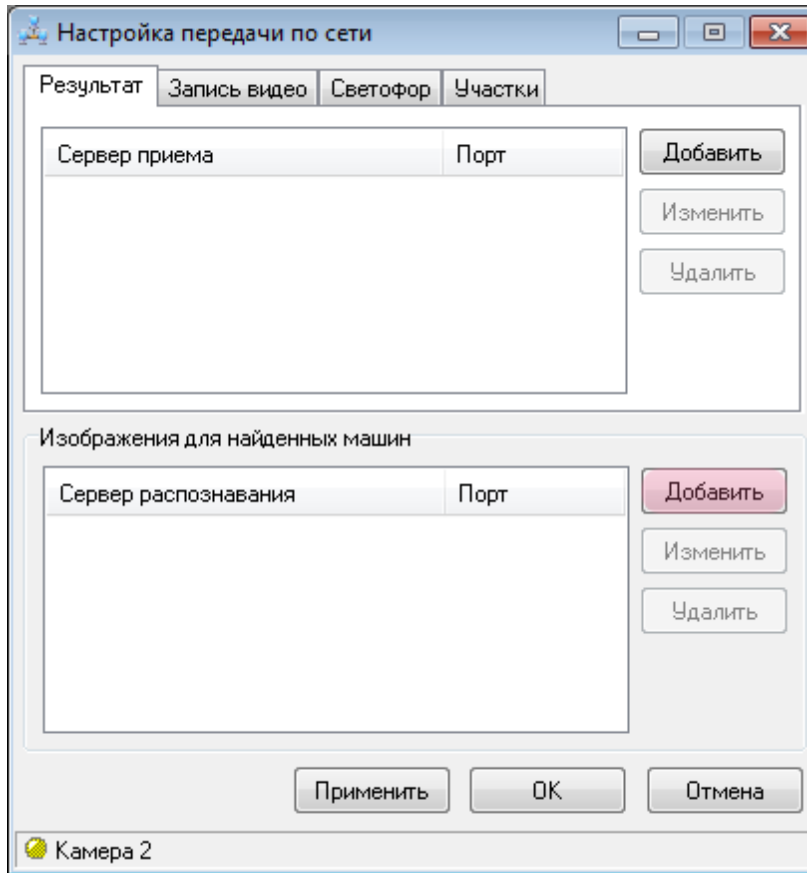 Настройка передачи по сети
Результат Запись видео Светофор Участки
Сервер приема Порт
Добавить
Изменить
Удалить
Изображения для найденных машин
Сервер распознавания Порт
Добавить
Изменить
Удалить
Применить OK Отмена
Камера 2